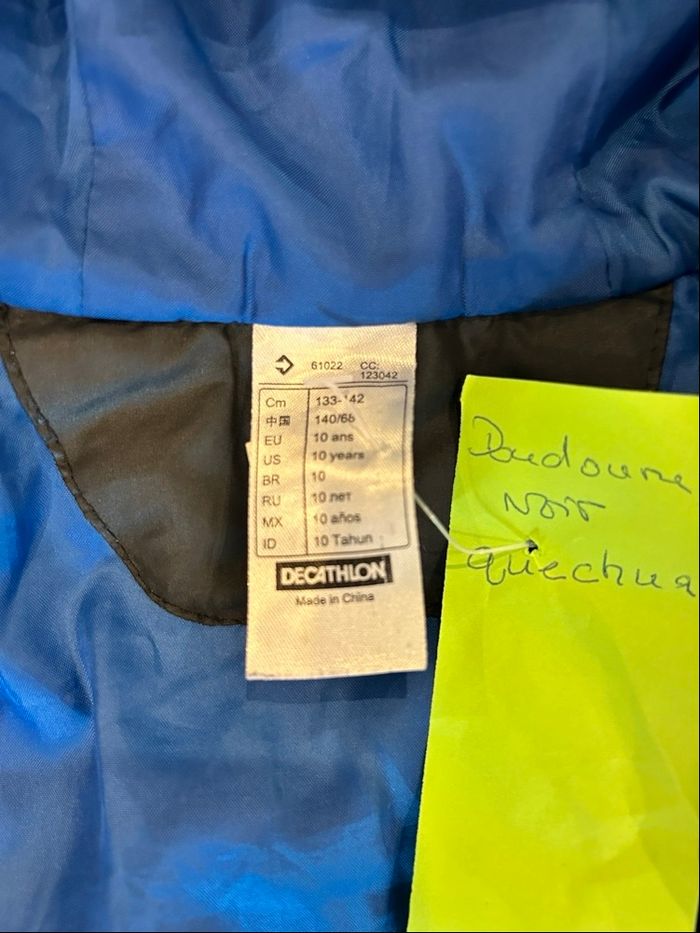 61022 CC:
123042
Cm 133-142
中国 140/68
EU 10 ans
US 10 years
BR 10
RU 10 лет
MX 10 años
ID 10 Tahun
DECATHLON
Made in China
Doudoune
Noir
quechua